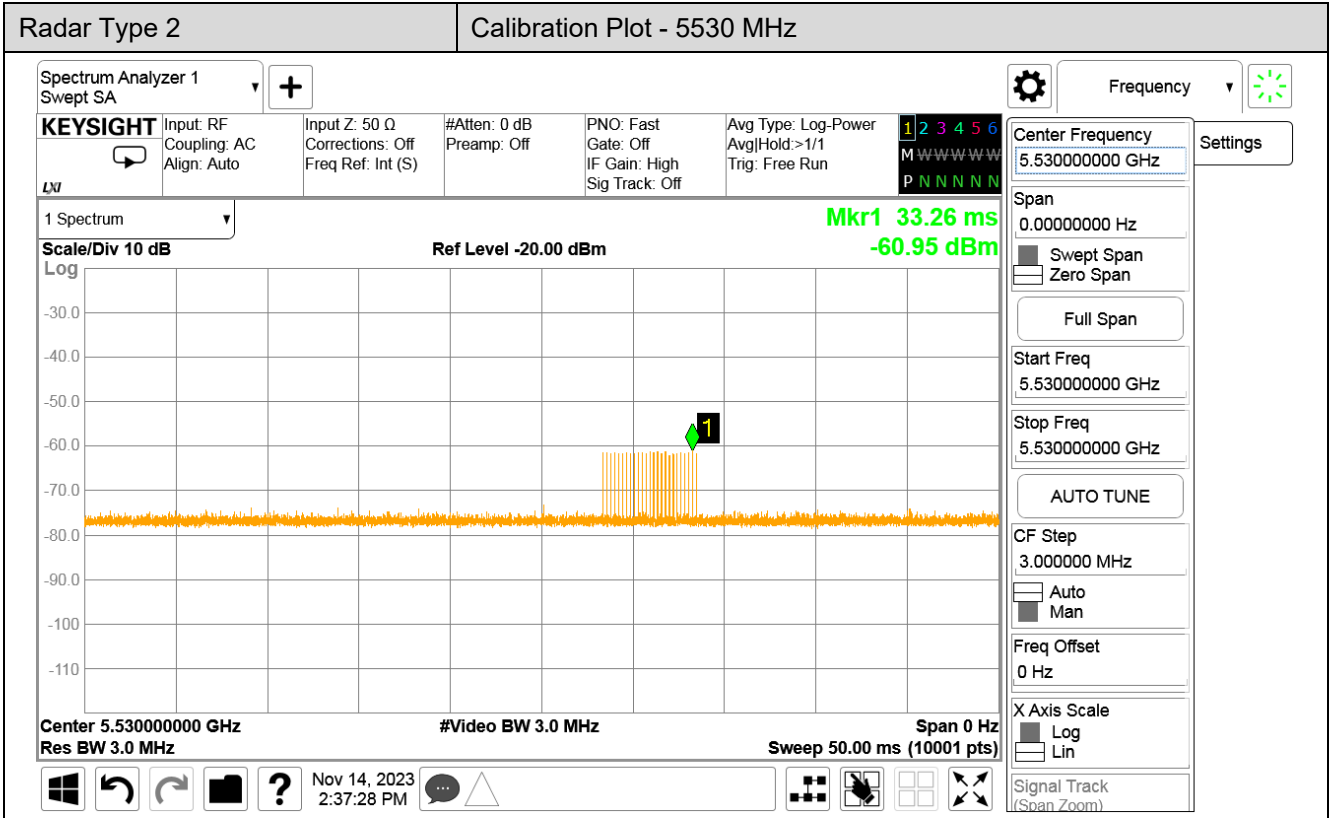 Radar Type 2
Calibration Plot - 5530 MHz
Spectrum Analyzer 1
Swept SA
Frequency
KEYSIGHT
LXI
Input: RF
Coupling: AC
Align: Auto
Input Z: 50 Ω
Corrections: Off
Freq Ref: Int (S)
#Atten: 0 dB
Preamp: Off
PNO: Fast
Gate: Off
IF Gain: High
Sig Track: Off
Avg Type: Log-Power
Avg|Hold:>1/1
Trig: Free Run
1 2 3 4 5 6
M W W W W W
P N N N N N
1 Spectrum
Mkr1 33.26 ms
Scale/Div 10 dB
Ref Level -20.00 dBm
-60.95 dBm
Log
-30.0
-40.0
-50.0
1
-60.0
-70.0
-80.0
-90.0
-100
-110
Center 5.530000000 GHz
#Video BW 3.0 MHz
Span 0 Hz
Res BW 3.0 MHz
Sweep 50.00 ms (10001 pts)
Center Frequency
5.530000000 GHz
Settings
Span
0.00000000 Hz
Swept Span
Zero Span
Full Span
Start Freq
5.530000000 GHz
Stop Freq
5.530000000 GHz
AUTO TUNE
CF Step
3.000000 MHz
Auto
Man
Freq Offset
0 Hz
X Axis Scale
Log
Lin
Signal Track
(Span Zoom)
?
Nov 14, 2023
2:37:28 PM